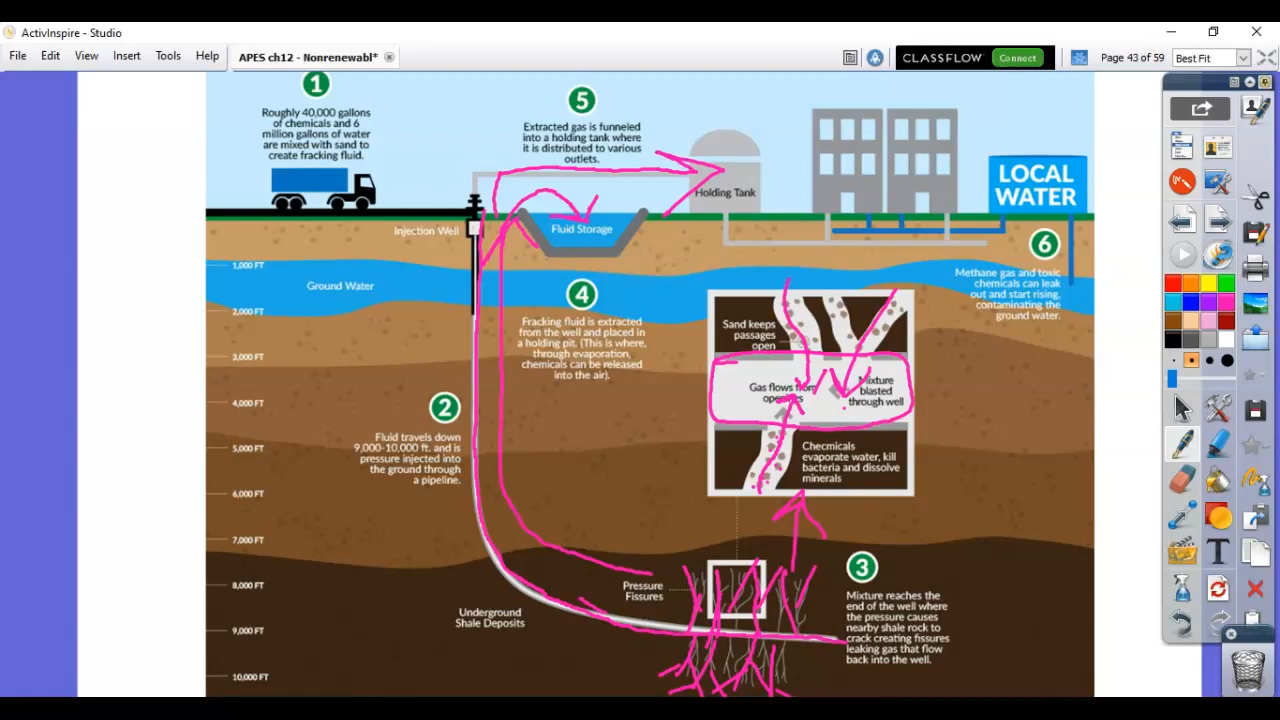 ActivInspire - Studio
File Edit View Insert Tools Help
APES ch12 - Nonrenewabl*
CLASSFLOW Connect
Page 43 of 59
Best Fit
1
Roughly 40,000 gallons
of chemicals and 6
million gallons of water
are mixed with sand to
create fracking fluid.
5
Extracted gas is funneled
into a holding tank where
it is distributed to various
outlets.
Holding Tank
LOCAL
WATER
Injection Well
Fluid Storage
6
Methane gas and toxic
chemicals can leak
out and start rising,
contaminating the
ground water.
1,000 FT
Ground Water
2,000 FT
4
Fracking fluid is extracted
from the well and placed in
a holding pit. (This is where,
through evaporation,
chemicals can be released
into the air).
Sand keeps
passages
open
Gas flows from
openings
Mixture
blasted
through well
Checmicals
evaporate water, kill
bacteria and dissolve
minerals
3,000 FT
4,000 FT
2
Fluid travels down
9,000-10,000 ft. and is
pressure injected into
the ground through
a pipeline.
5,000 FT
6,000 FT
7,000 FT
8,000 FT
Pressure
Fissures
3
Mixture reaches the
end of the well where
the pressure causes
nearby shale rock to
crack creating fissures
leaking gas that flow
back into the well.
Underground
Shale Deposits
9,000 FT
10,000 FT